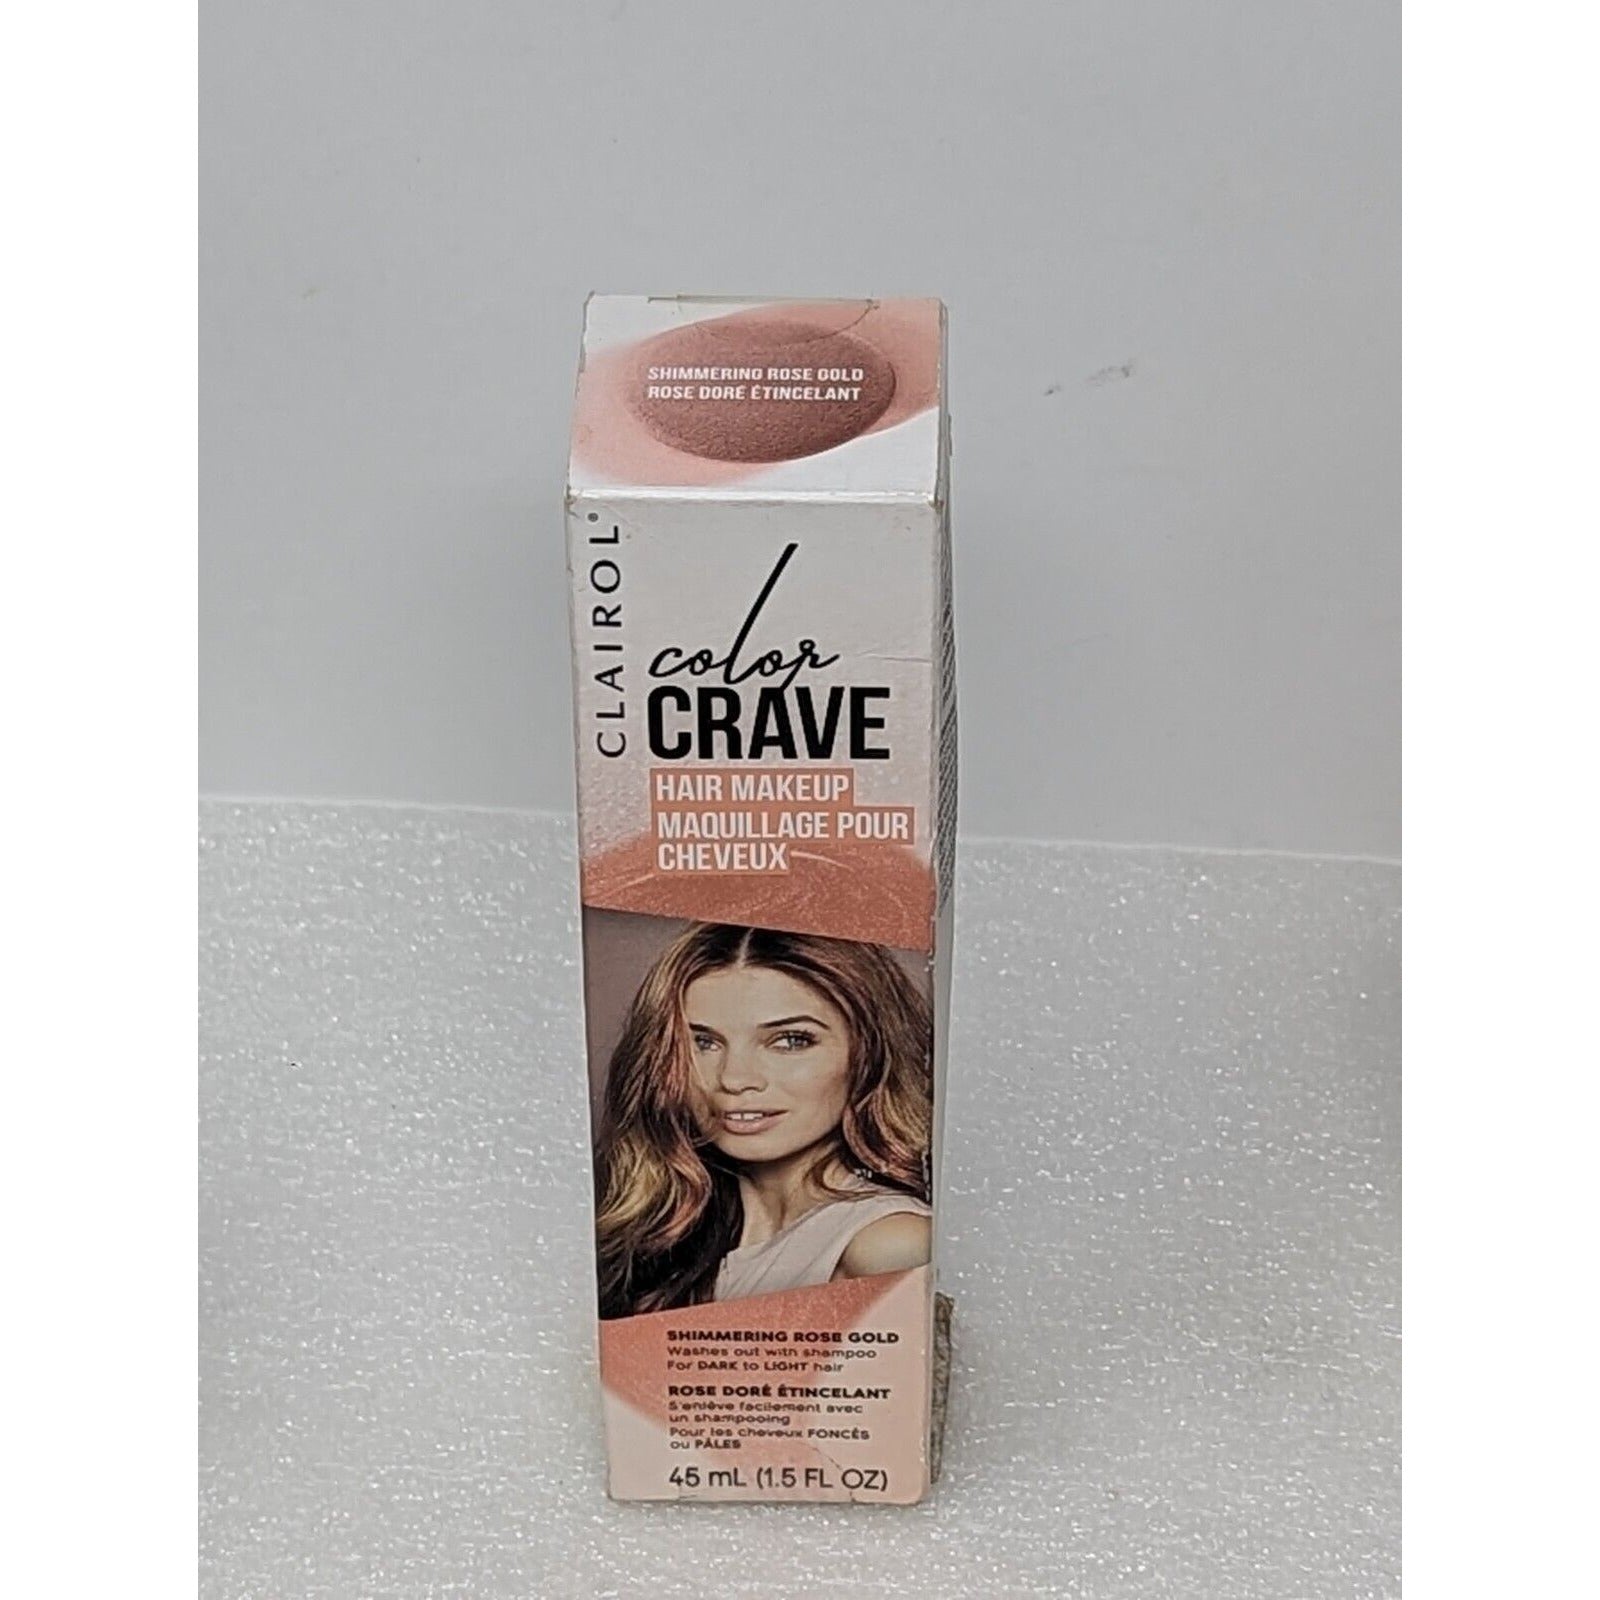 SHIMMERING ROSE GOLD
ROSE DORÉ ÉTINCELANT
CLAIROL®
color
CRAVE
HAIR MAKEUP
MAQUILLAGE POUR
CHEVEUX
SHIMMERING ROSE GOLD
Washes out with shampoo
For DARK to LIGHT hair
ROSE DORÉ ÉTINCELANT
S'enlève facilement avec
un shampooing
Pour les cheveux FONCÉS
ou PÂLES
45 mL (1.5 FL OZ)